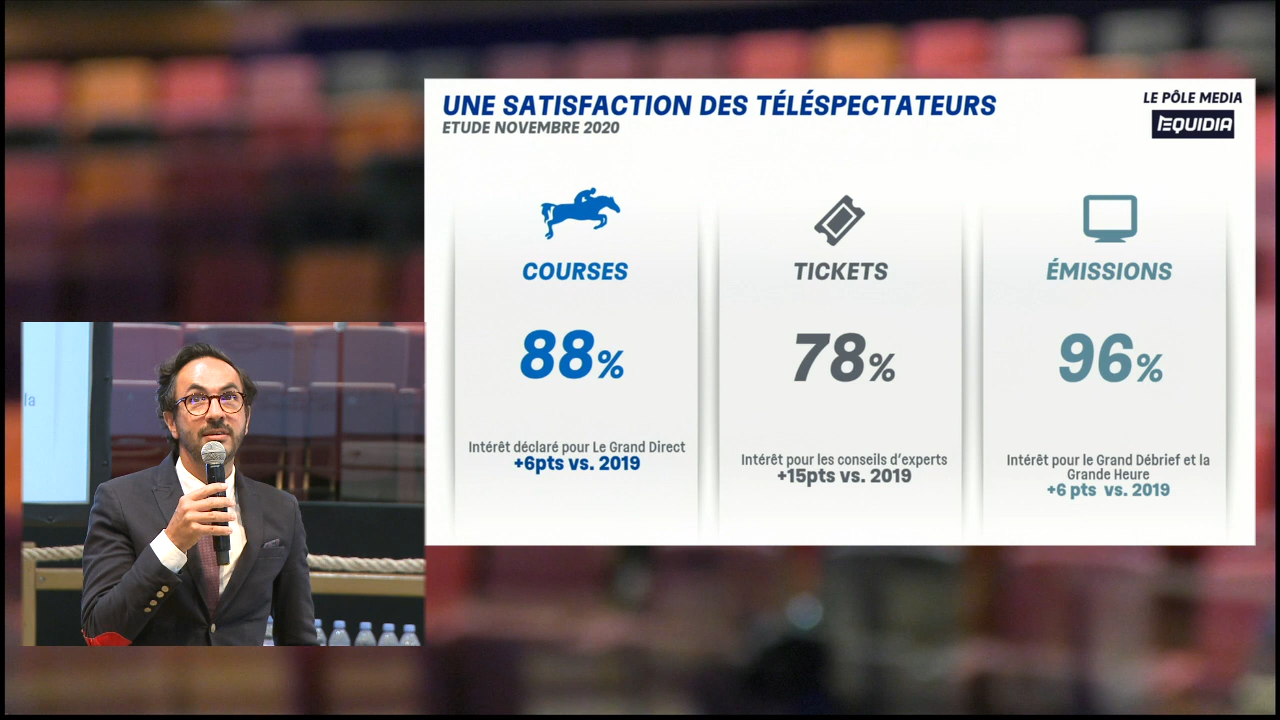 UNE SATISFACTION DES TÉLÉSPECTATEURS
ETUDE NOVEMBRE 2020
LE PÔLE MEDIA
EQUIDIA
COURSES
88%
Intérêt déclaré pour Le Grand Direct
+6pts vs. 2019
TICKETS
78%
Intérêt pour les conseils d'experts
+15pts vs. 2019
ÉMISSIONS
96%
Intérêt pour le Grand Débrief et la
Grande Heure
+6 pts vs. 2019
la